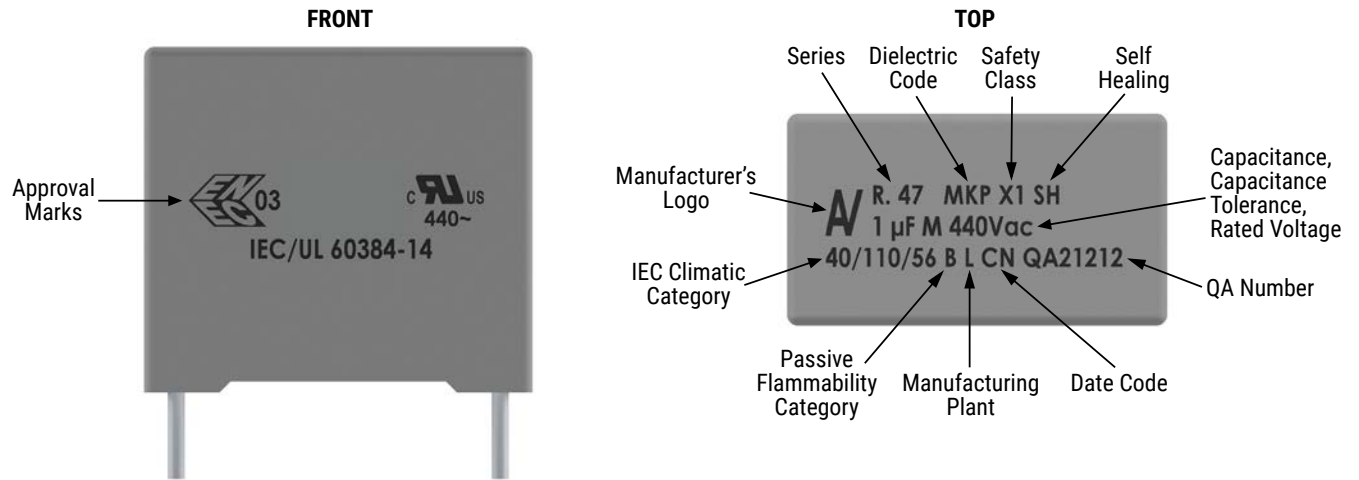 FRONT
Approval
Marks
EN
EC
03
C
US
440~
IEC/UL 60384-14
TOP
Series
Dielectric
Code
Safety
Class
Self
Healing
Manufacturer's
Logo
R. 47 MKP X1 SH
1 µF M 440Vac
40/110/56 B L CN QA21212
Capacitance,
Capacitance
Tolerance,
Rated Voltage
IEC Climatic
Category
QA Number
Passive
Flammability
Category
Manufacturing
Plant
Date Code